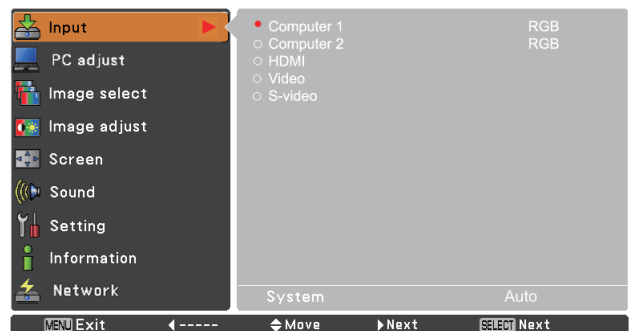 Input
PC adjust
Image select
Image adjust
Screen
Sound
Setting
Information
Network
Computer 1 RGB
Computer 2 RGB
HDMI
Video
S-video
System Auto
MENU Exit ----- Move Next SELECT Next